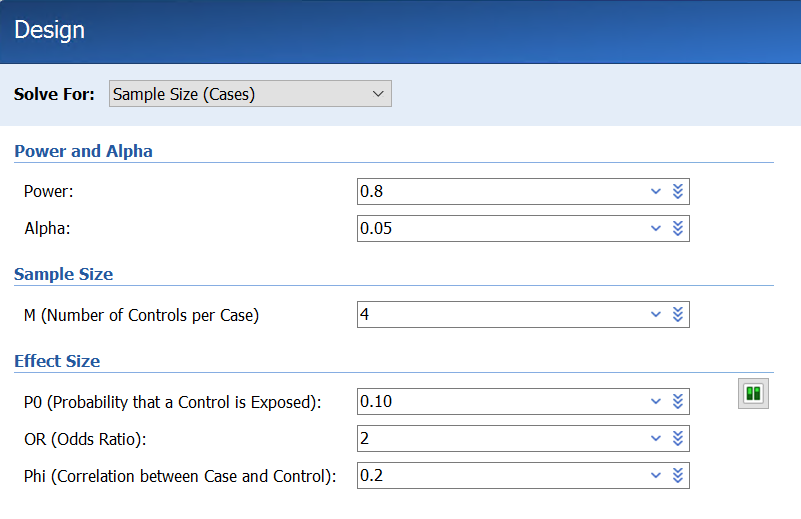 Design
Solve For: Sample Size (Cases)
Power and Alpha
Power: 0.8
Alpha: 0.05
Sample Size
M (Number of Controls per Case) 4
Effect Size
P0 (Probability that a Control is Exposed): 0.10
OR (Odds Ratio): 2
Phi (Correlation between Case and Control): 0.2